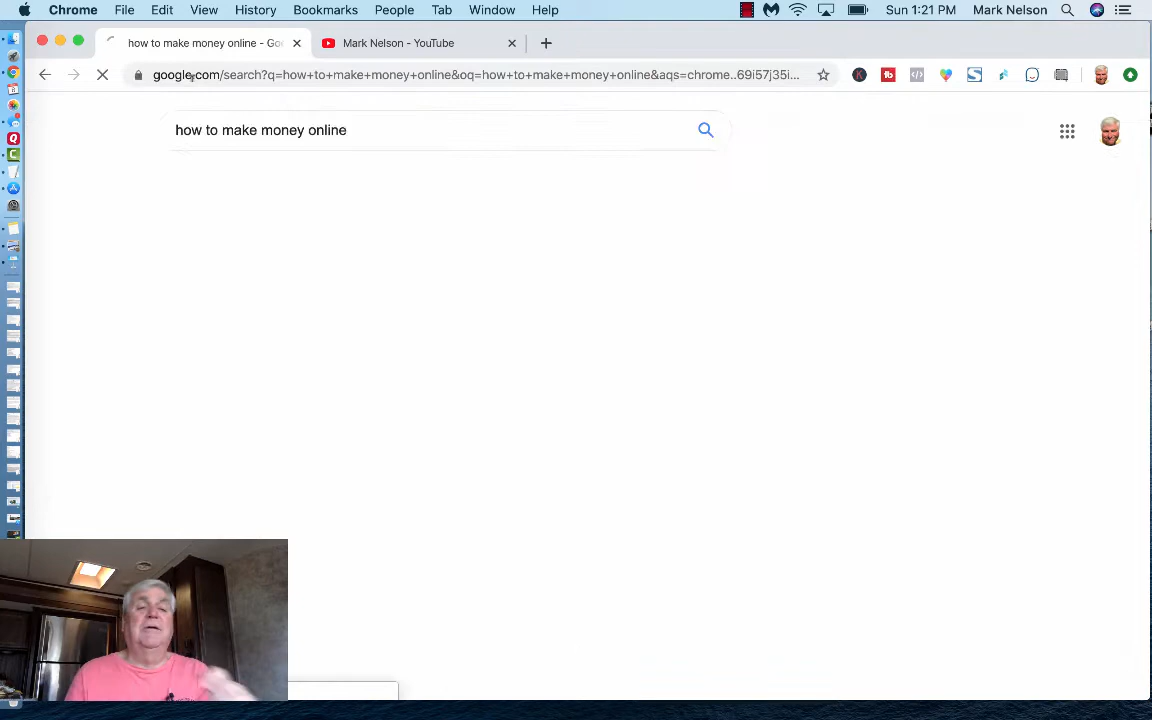 Chrome File Edit View History Bookmarks People Tab Window Help Sun 1:21 PM Mark Nelson
how to make money online - Goo Mark Nelson - YouTube
google.com/search?q=how+to+make+money+online&oq=how+to+make+money+online&aqs=chrome..69i57j35i...
how to make money online